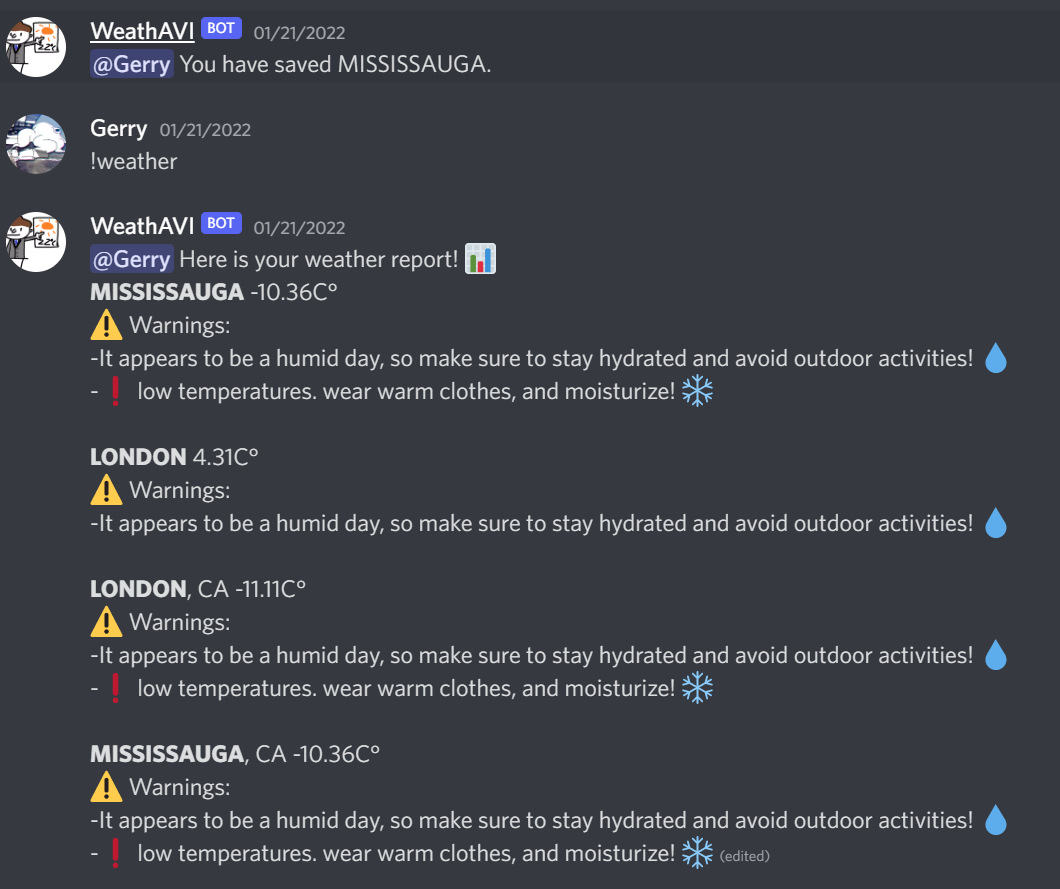 WeathAVI BOT 01/21/2022
@Gerry You have saved MISSISSAUGA.
Gerry 01/21/2022
!weather
WeathAVI BOT 01/21/2022
@Gerry Here is your weather report! 📊
MISSISSAUGA -10.36C°
⚠️ Warnings:
-It appears to be a humid day, so make sure to stay hydrated and avoid outdoor activities! 💧
- ❗ low temperatures. wear warm clothes, and moisturize! ❄️
LONDON 4.31C°
⚠️ Warnings:
-It appears to be a humid day, so make sure to stay hydrated and avoid outdoor activities! 💧
LONDON, CA -11.11C°
⚠️ Warnings:
-It appears to be a humid day, so make sure to stay hydrated and avoid outdoor activities! 💧
- ❗ low temperatures. wear warm clothes, and moisturize! ❄️
MISSISSAUGA, CA -10.36C°
⚠️ Warnings:
-It appears to be a humid day, so make sure to stay hydrated and avoid outdoor activities! 💧
- ❗ low temperatures. wear warm clothes, and moisturize! ❄️ (edited)